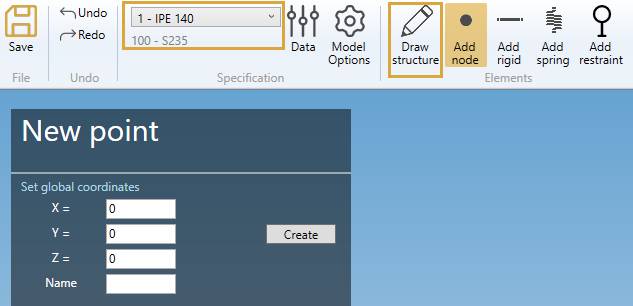 Save
Undo
Redo
File
Undo
1 - IPE 140
100 - S235
Data
Model
Options
Specification
Draw
structure
Add
node
Add
rigid
Add
spring
Add
restraint
Elements
New point
Set global coordinates
X = 0
Y = 0
Create
Z = 0
Name